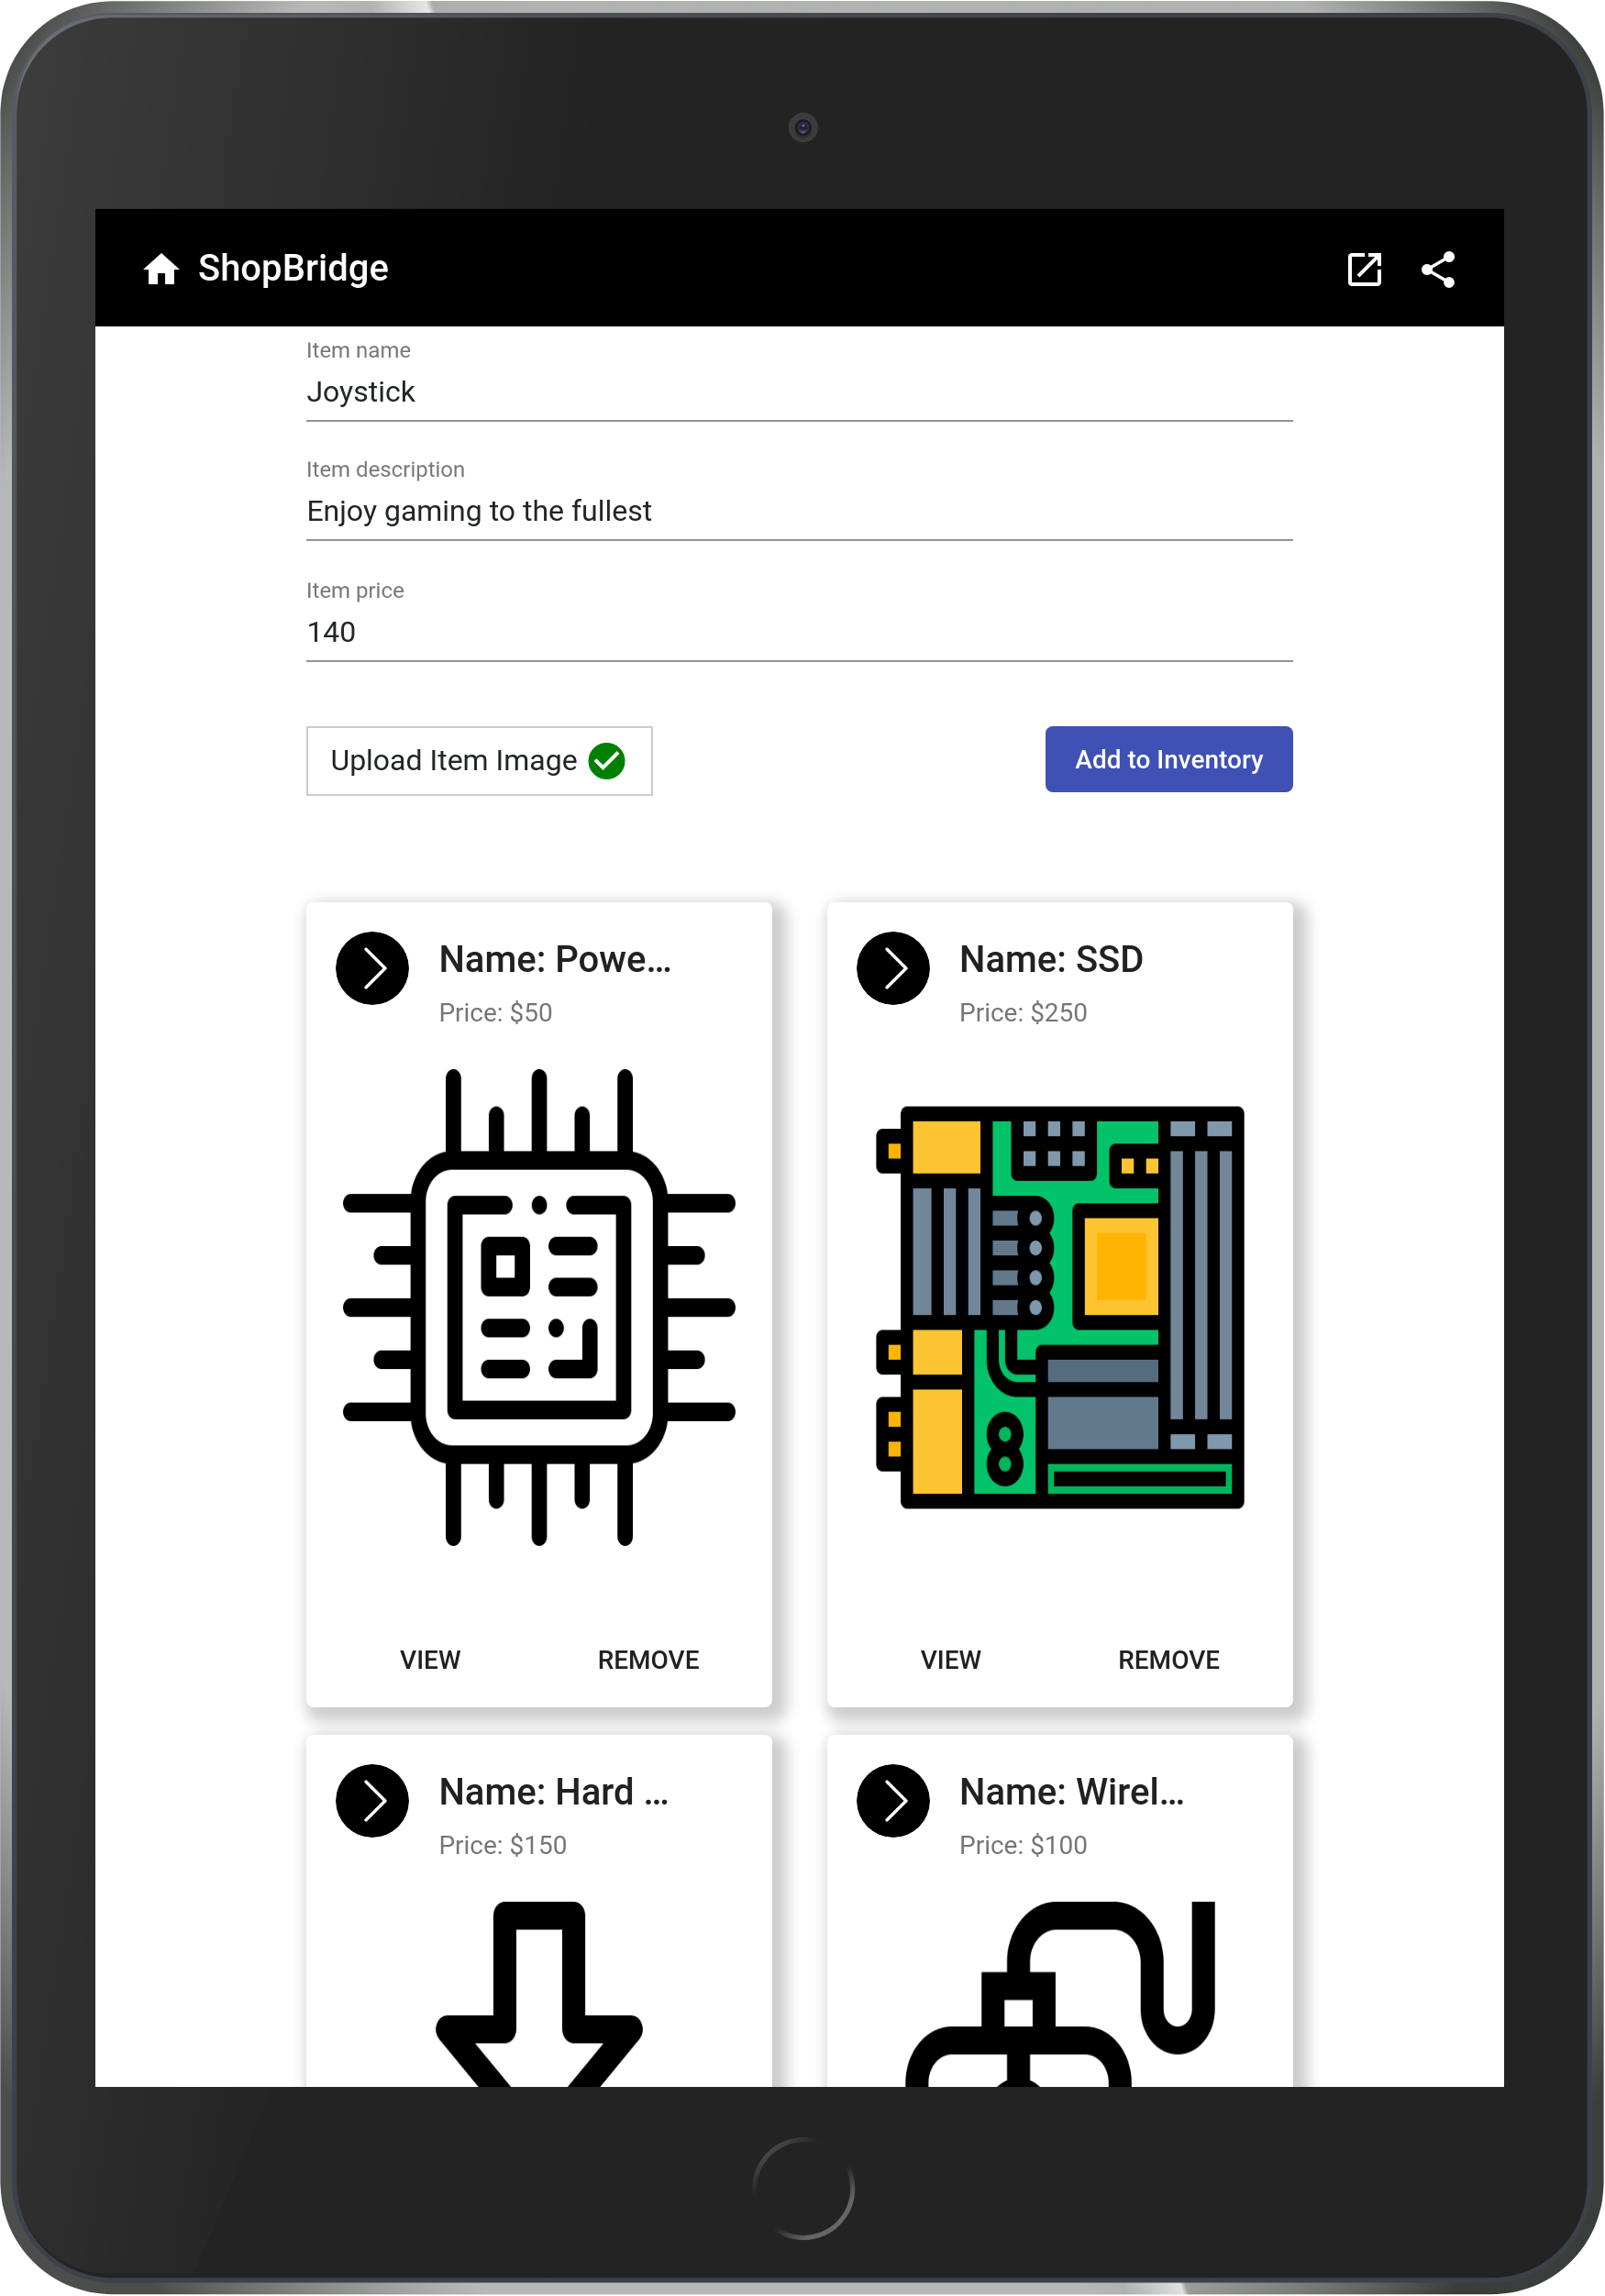 ShopBridge
Item name
Joystick
Item description
Enjoy gaming to the fullest
Item price
140
Upload Item Image
Add to Inventory
Name: Powe...
Price: $50
Name: SSD
Price: $250
VIEW REMOVE
VIEW REMOVE
Name: Hard ...
Price: $150
Name: Wirel...
Price: $100